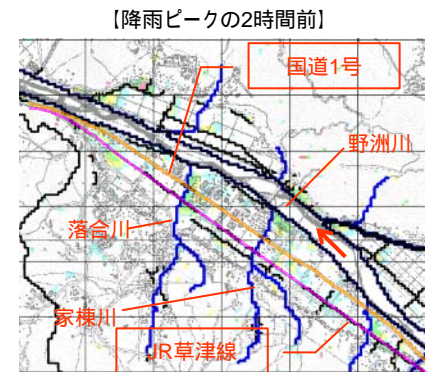 【降雨ピークの2時間前】
国道1号
野洲川
落合川
家棟川
JR草津線